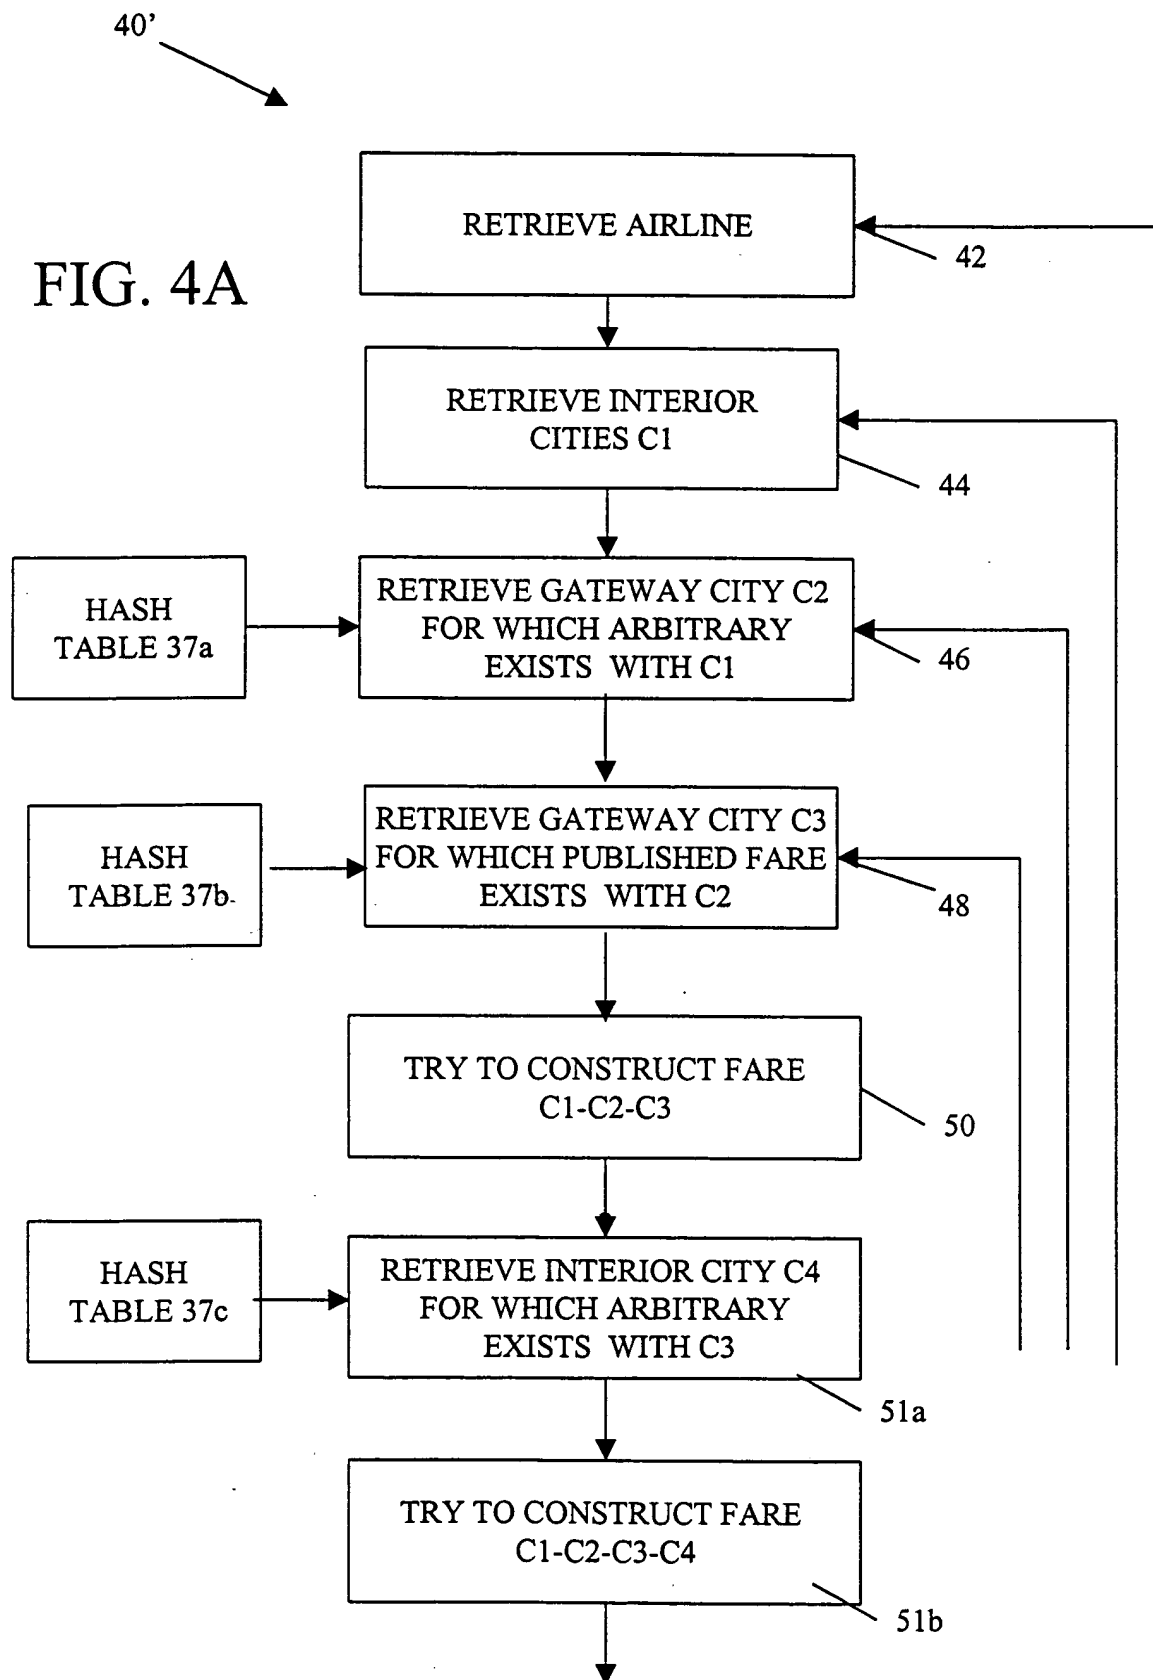 40’
RETRIEVE AIRLINE
42
FIG. 4A
RETRIEVE INTERIOR
CITIES C1
44
HASH
TABLE 37a
RETRIEVE GATEWAY CITY C2
FOR WHICH ARBITRARY
EXISTS WITH C1
46
HASH
TABLE 37b
RETRIEVE GATEWAY CITY C3
FOR WHICH PUBLISHED FARE
EXISTS WITH C2
48
TRY TO CONSTRUCT FARE
C1-C2-C3
50
HASH
TABLE 37c
RETRIEVE INTERIOR CITY C4
FOR WHICH ARBITRARY
EXISTS WITH C3
51a
TRY TO CONSTRUCT FARE
C1-C2-C3-C4
51b